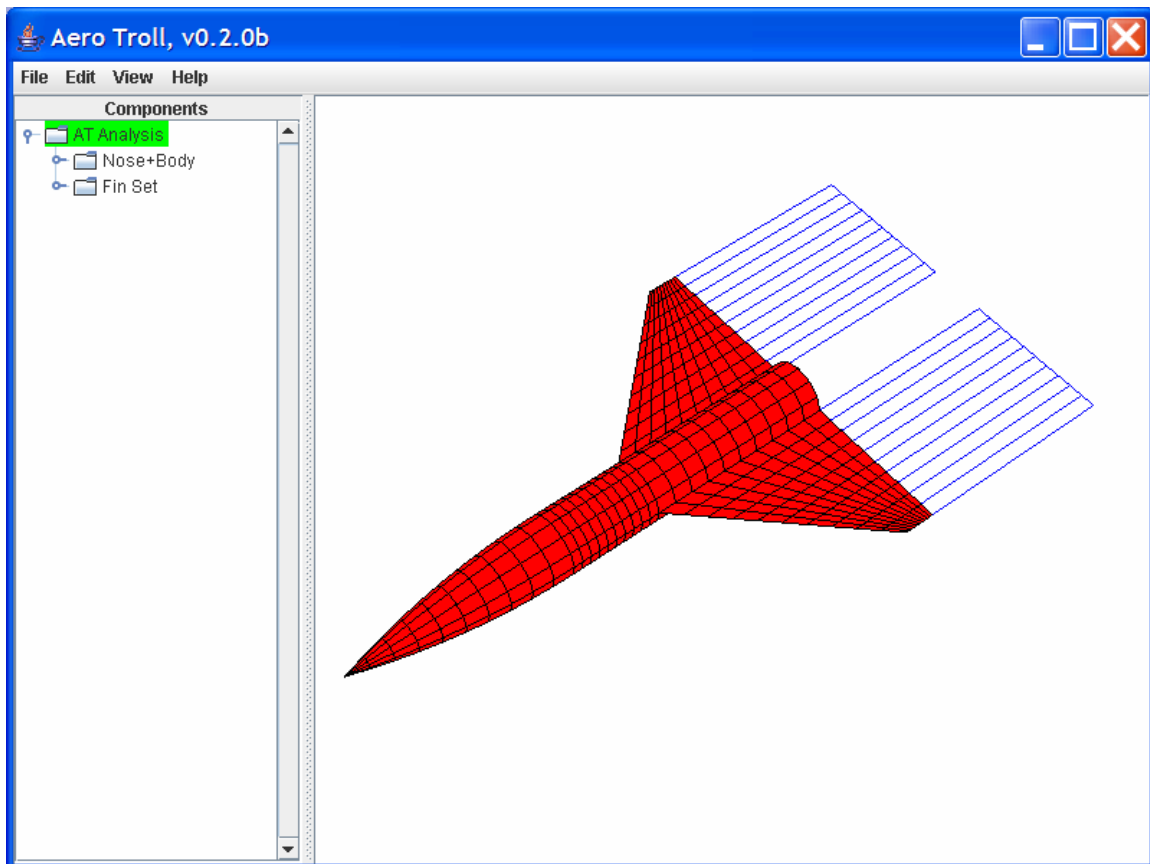 Aero Troll, v0.2.0b
File Edit View Help
Components
AT Analysis
Nose+Body
Fin Set